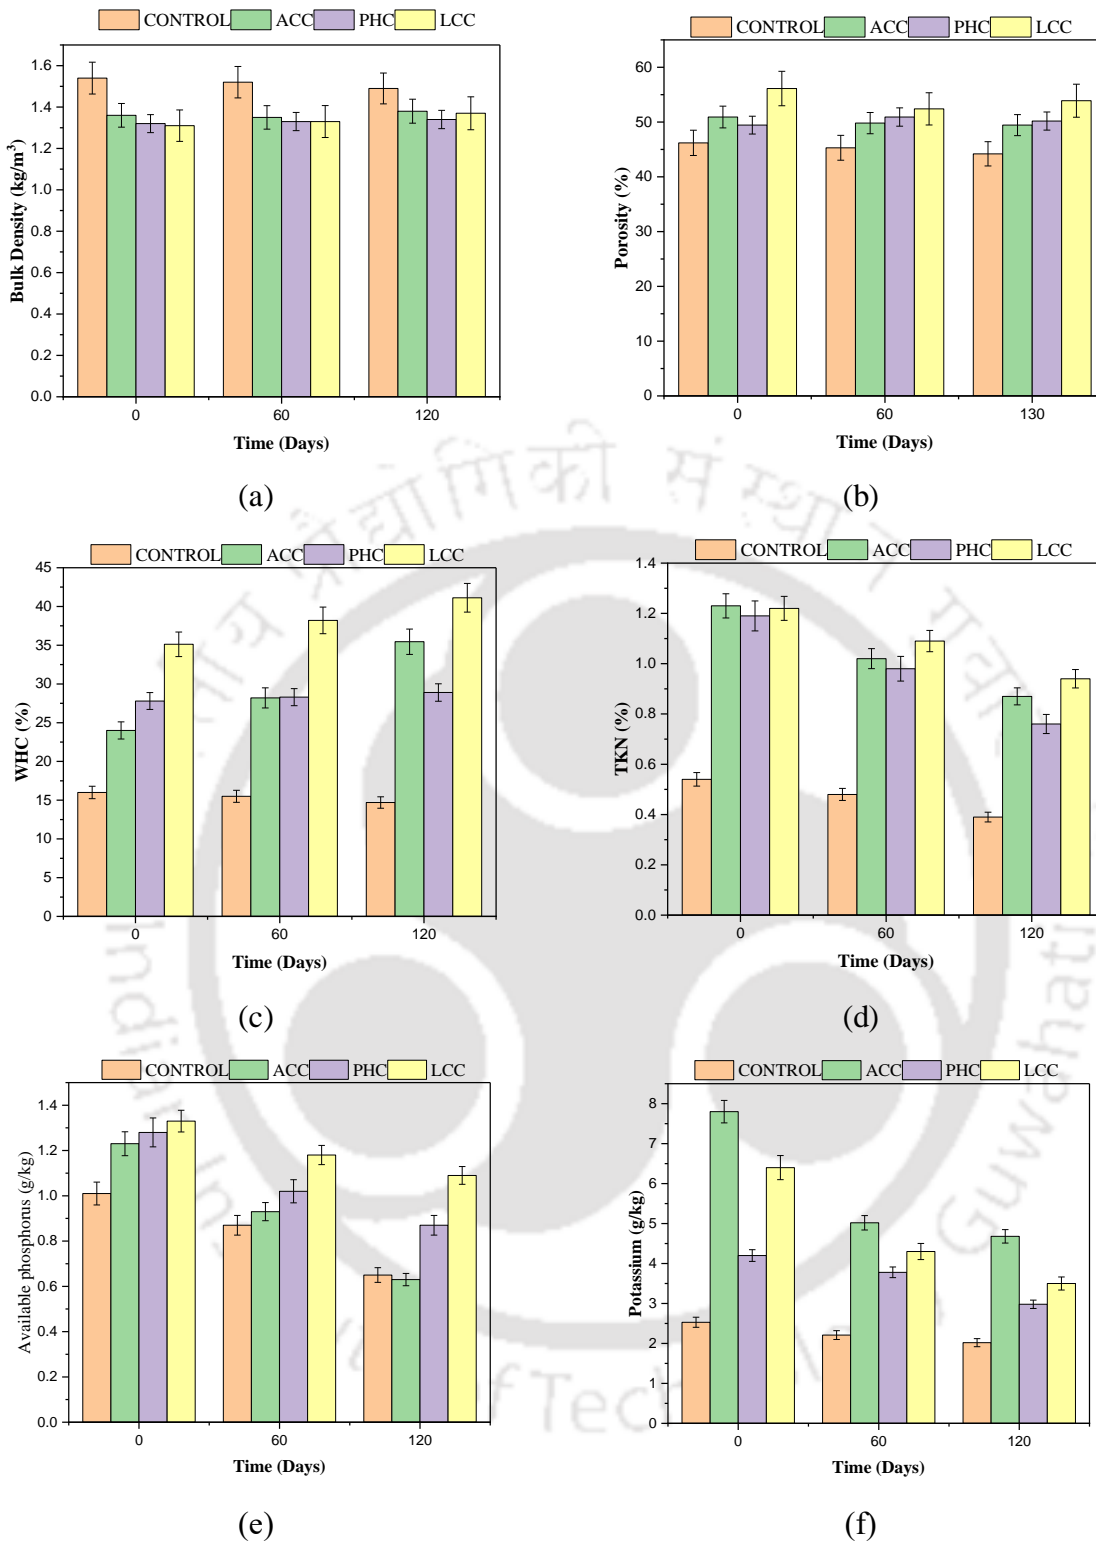 CONTROL ACC PHC LCC
Bulk Density (kg/m³)
1.6
1.4
1.2
1.0
0.8
0.6
0.4
0.2
0.0
0 60 120
Time (Days)
(a)
CONTROL ACC PHC LCC
Porosity (%)
60
50
40
30
20
10
0
0 60 130
Time (Days)
(b)
CONTROL ACC PHC LCC
WHC (%)
45
40
35
30
25
20
15
10
5
0
0 60 120
Time (Days)
(c)
CONTROL ACC PHC LCC
TKN (%)
1.4
1.2
1.0
0.8
0.6
0.4
0.2
0.0
0 60 120
Time (Days)
(d)
CONTROL ACC PHC LCC
Available phosphorus (g/kg)
1.4
1.2
1.0
0.8
0.6
0.4
0.2
0.0
0 60 120
Time (Days)
(e)
CONTROL ACC PHC LCC
Potassium (g/kg)
8
7
6
5
4
3
2
1
0
0 60 120
Time (Days)
(f)
Indian
of
Guwahati